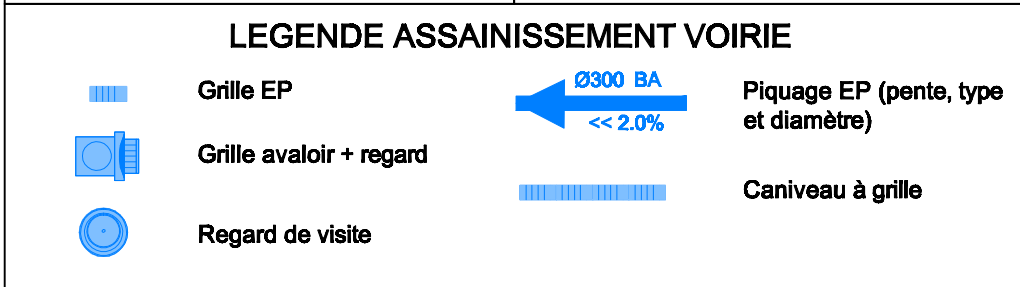 LEGENDE ASSAINISSEMENT VOIRIE
Grille EP
Grille avaloir + regard
Regard de visite
Ø300 BA
<< 2.0%
Piquage EP (pente, type
et diamètre)
Caniveau à grille